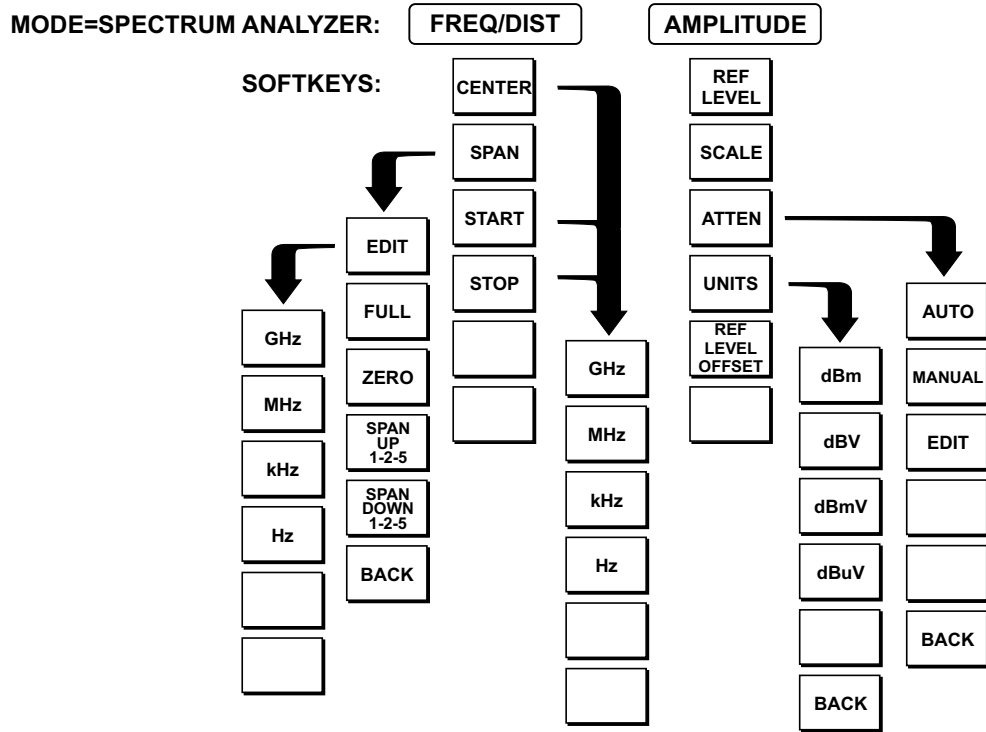 MODE=SPECTRUM ANALYZER:
FREQ/DIST
AMPLITUDE
SOFTKEYS:
CENTER
SPAN
START
STOP
EDIT
FULL
ZERO
SPAN
UP
1-2-5
SPAN
DOWN
1-2-5
BACK
GHz
MHz
kHz
Hz
GHz
MHz
kHz
Hz
REF
LEVEL
SCALE
ATTEN
UNITS
REF
LEVEL
OFFSET
dBm
dBV
dBmV
dBuV
BACK
AUTO
MANUAL
EDIT
BACK